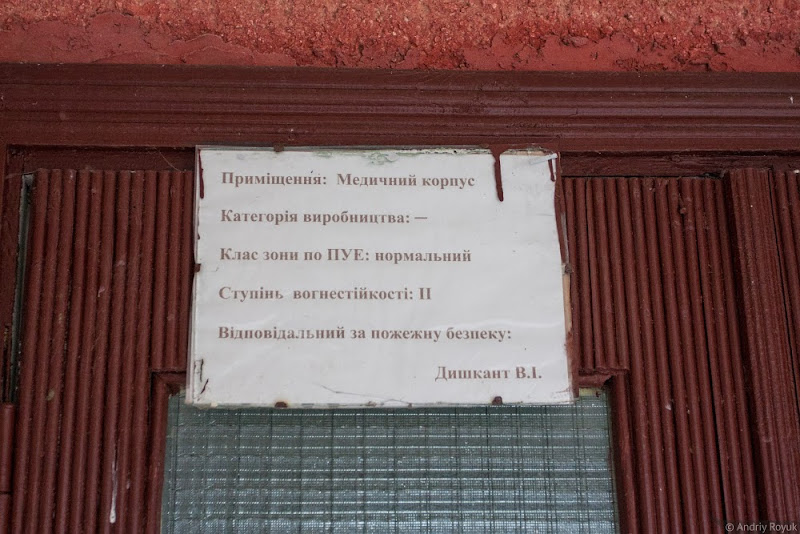 Приміщення: Медичний корпус
Категорія виробництва: —
Клас зони по ПУЕ: нормальний
Ступінь вогнестійкості: II
Відповідальний за пожежну безпеку:
Дишкант В.І.
© Andriy Royuk